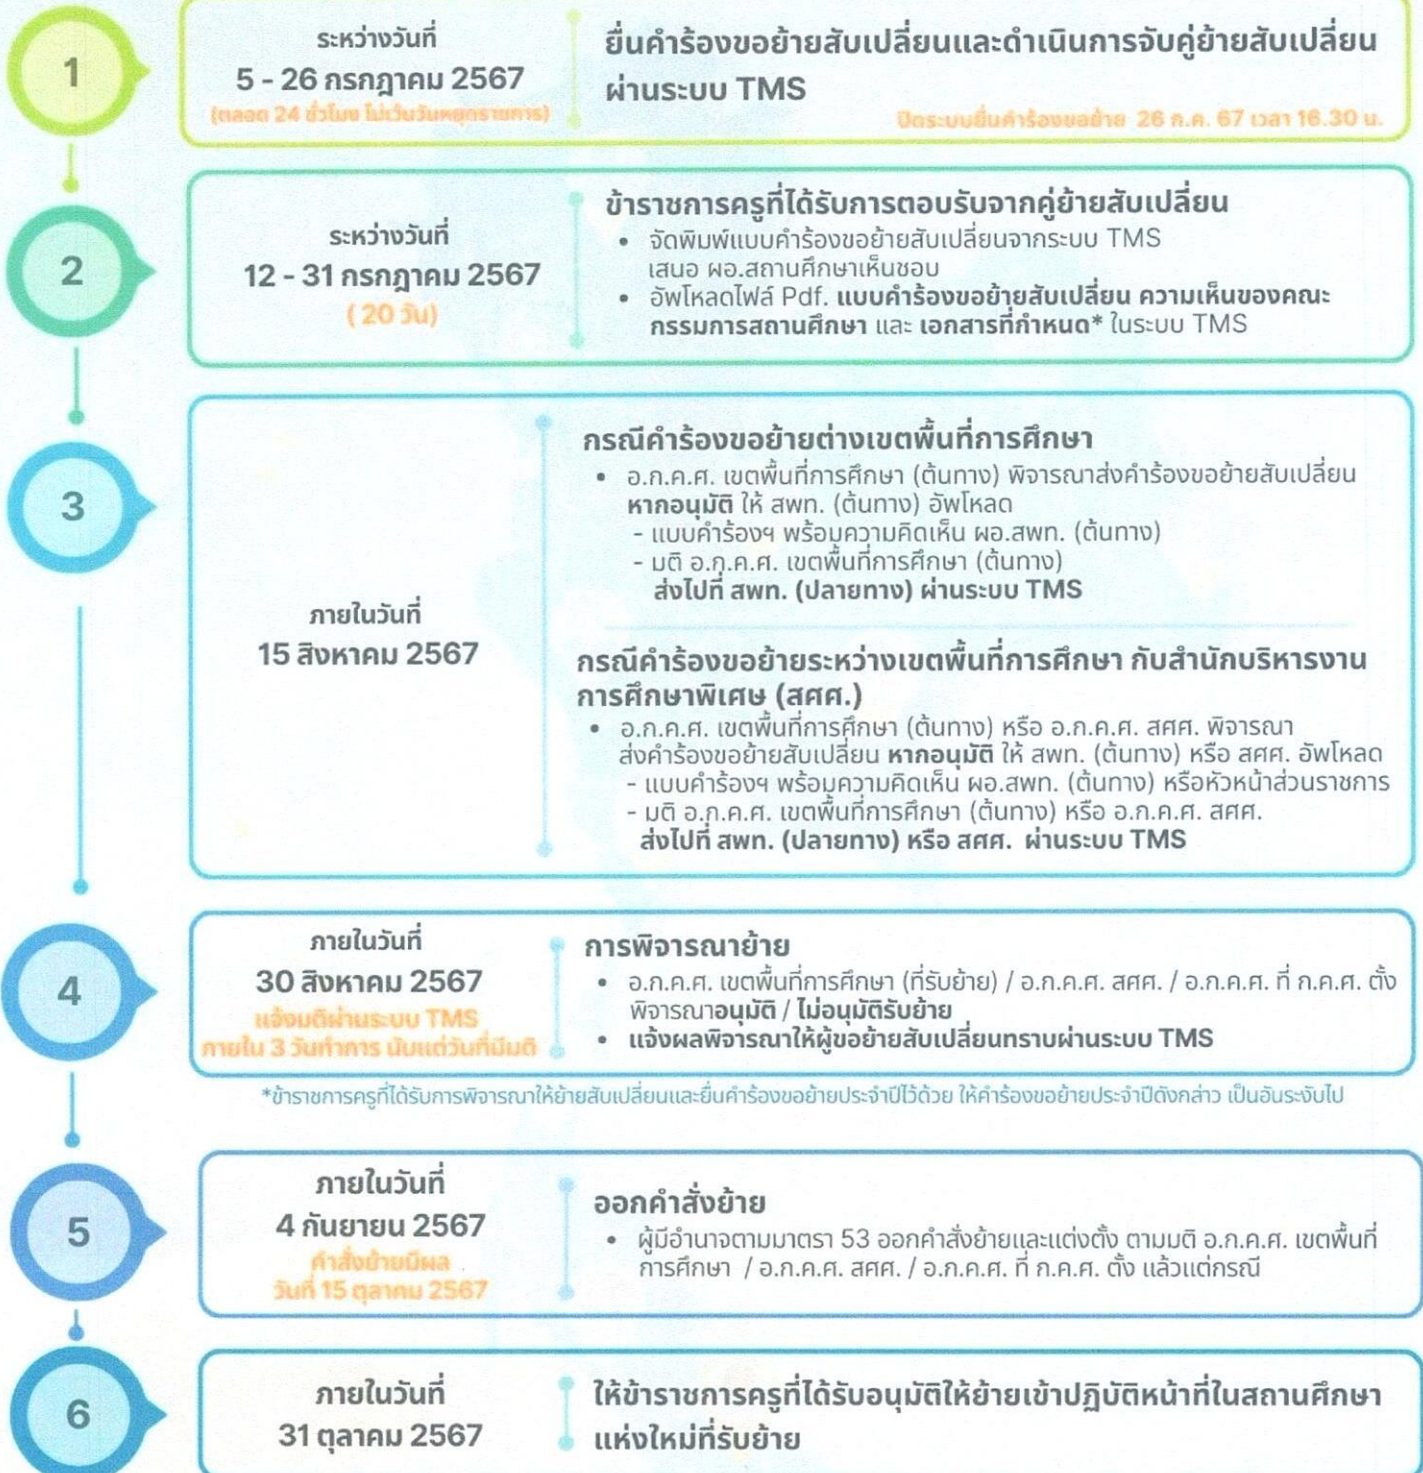 1
ระหว่างวันที่
5 - 26 กรกฎาคม 2567
(ตลอด 24 ชั่วโมง ไม่เว้นวันหยุดราชการ)
ยื่นคำร้องขอย้ายสับเปลี่ยนและดำเนินการจับคู่ย้ายสับเปลี่ยน
ผ่านระบบ TMS
ปิดระบบยื่นคำร้องขอย้าย 26 ก.ค. 67 เวลา 16.30 น.
2
ระหว่างวันที่
12 - 31 กรกฎาคม 2567
( 20 วัน)
ข้าราชการครูที่ได้รับการตอบรับจากคู่ย้ายสับเปลี่ยน
• จัดพิมพ์แบบคำร้องขอย้ายสับเปลี่ยนจากระบบ TMS
เสนอ ผอ.สถานศึกษาเห็นชอบ
• อัพโหลดไฟล์ Pdf. แบบคำร้องขอย้ายสับเปลี่ยน ความเห็นของคณะ
กรรมการสถานศึกษา และ เอกสารที่กำหนด* ในระบบ TMS
3
ภายในวันที่
15 สิงหาคม 2567
กรณีคำร้องขอย้ายต่างเขตพื้นที่การศึกษา
• อ.ก.ค.ศ. เขตพื้นที่การศึกษา (ต้นทาง) พิจารณาส่งคำร้องขอย้ายสับเปลี่ยน
หากอนุมัติ ให้ สพท. (ต้นทาง) อัพโหลด
- แบบคำร้องฯ พร้อมความคิดเห็น ผอ.สพท. (ต้นทาง)
- มติ อ.ก.ค.ศ. เขตพื้นที่การศึกษา (ต้นทาง)
ส่งไปที่ สพท. (ปลายทาง) ผ่านระบบ TMS
กรณีคำร้องขอย้ายระหว่างเขตพื้นที่การศึกษา กับสำนักบริหารงาน
การศึกษาพิเศษ (สศศ.)
• อ.ก.ค.ศ. เขตพื้นที่การศึกษา (ต้นทาง) หรือ อ.ก.ค.ศ. สศศ. พิจารณา
ส่งคำร้องขอย้ายสับเปลี่ยน หากอนุมัติ ให้ สพท. (ต้นทาง) หรือ สศศ. อัพโหลด
- แบบคำร้องฯ พร้อมความคิดเห็น ผอ.สพท. (ต้นทาง) หรือหัวหน้าส่วนราชการ
- มติ อ.ก.ค.ศ. เขตพื้นที่การศึกษา (ต้นทาง) หรือ อ.ก.ค.ศ. สศศ.
ส่งไปที่ สพท. (ปลายทาง) หรือ สศศ. ผ่านระบบ TMS
4
ภายในวันที่
30 สิงหาคม 2567
แจ้งมติผ่านระบบ TMS
ภายใน 3 วันทำการ นับแต่วันที่มีมติ
การพิจารณาย้าย
• อ.ก.ค.ศ. เขตพื้นที่การศึกษา (ที่รับย้าย) / อ.ก.ค.ศ. สศศ. / อ.ก.ค.ศ. ที่ ก.ค.ศ. ตั้ง
พิจารณาอนุมัติ / ไม่อนุมัติรับย้าย
• แจ้งผลพิจารณาให้ผู้ขอย้ายสับเปลี่ยนทราบผ่านระบบ TMS
*ข้าราชการครูที่ได้รับการพิจารณาให้ย้ายสับเปลี่ยนและยื่นคำร้องขอย้ายประจำปีไว้ด้วย ให้คำร้องขอย้ายประจำปีดังกล่าว เป็นอันระงับไป
5
ภายในวันที่
4 กันยายน 2567
คำสั่งย้ายมีผล
วันที่ 15 ตุลาคม 2567
ออกคำสั่งย้าย
• ผู้มีอำนาจตามมาตรา 53 ออกคำสั่งย้ายและแต่งตั้ง ตามมติ อ.ก.ค.ศ. เขตพื้นที่
การศึกษา / อ.ก.ค.ศ. สศศ. / อ.ก.ค.ศ. ที่ ก.ค.ศ. ตั้ง แล้วแต่กรณี
6
ภายในวันที่
31 ตุลาคม 2567
ให้ข้าราชการครูที่ได้รับอนุมัติให้ย้ายเข้าปฏิบัติหน้าที่ในสถานศึกษา
แห่งใหม่ที่รับย้าย